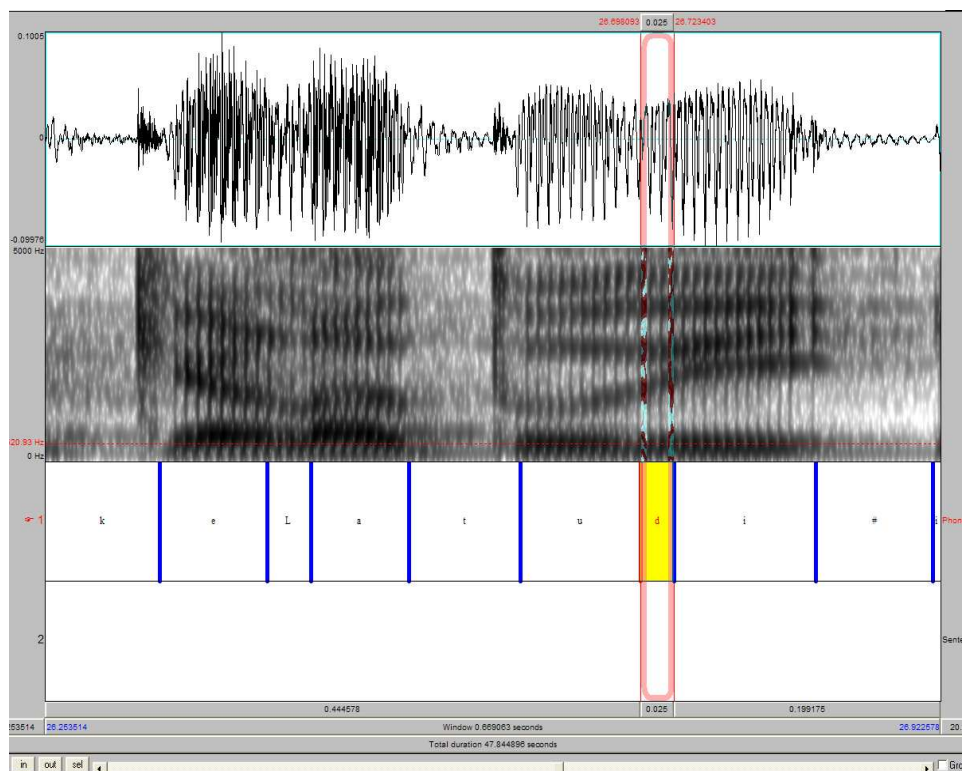 26.698093 0.025 26.723403
0.1005
0
-0.09976
5000 Hz
420.93 Hz
0 Hz
1 k e L a t u d i # i Phon
2 Sente
0.444578 0.025 0.199175
26.253514 Window 0.669063 seconds 26.922578 20.
Total duration 47.844896 seconds
in out sel Gro